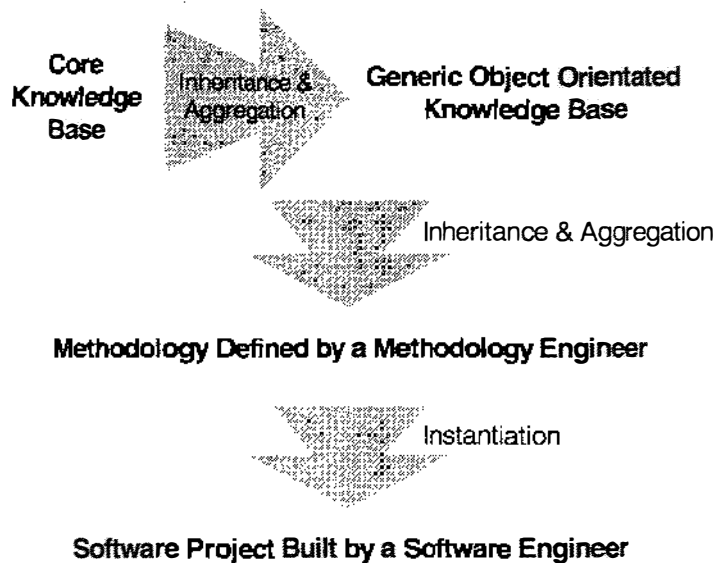 Core
Knowledge
Base
Inheritance &
Aggregation
Generic Object Orientated
Knowledge Base
Inheritance & Aggregation
Methodology Defined by a Methodology Engineer
Instantiation
Software Project Built by a Software Engineer